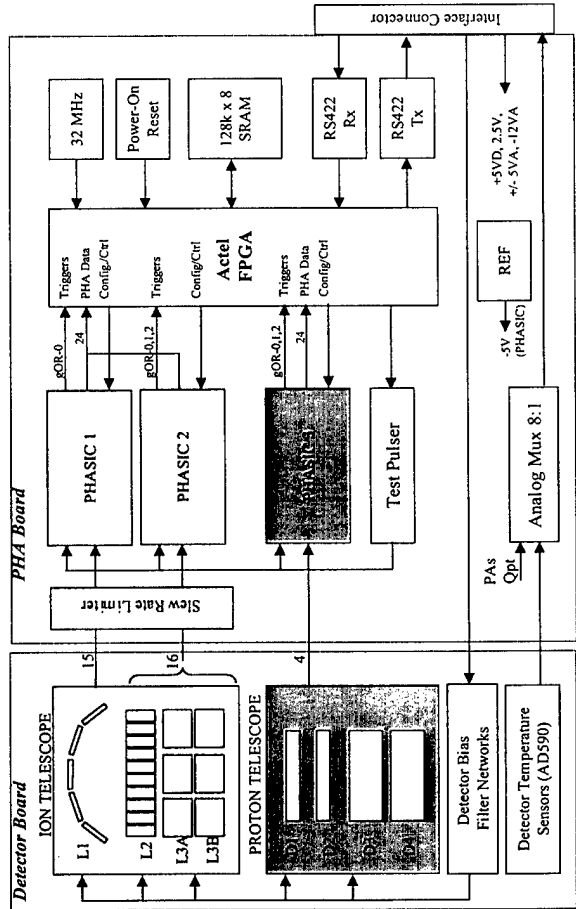 PHA Board
Detector Board
ION TELESCOPE
L1
L2
L3A
L3B
15
16
4
Slew Rate Limiter
PHASIC 1
PHASIC 2
PHASIC 3
Test Pulser
gOR-0
24
gOR-0,1,2
gOR-0,1,2
24
Triggers
PHA Data
Config./Ctrl
Triggers
Config/Ctrl
Triggers
PHA Data
Config/Ctrl
Actel
FPGA
32 MHz
Power-On
Reset
128k x 8
SRAM
RS422
Rx
RS422
Tx
Interface Connector
PROTON TELESCOPE
D1
D2
D3
D4
Detector Bias
Filter Networks
Detector Temperature
Sensors (AD590)
PAs
Qpt
Analog Mux 8:1
REF
-5V
(PHASIC)
+5VD, 2.5V,
+/- 5VA, -12VA